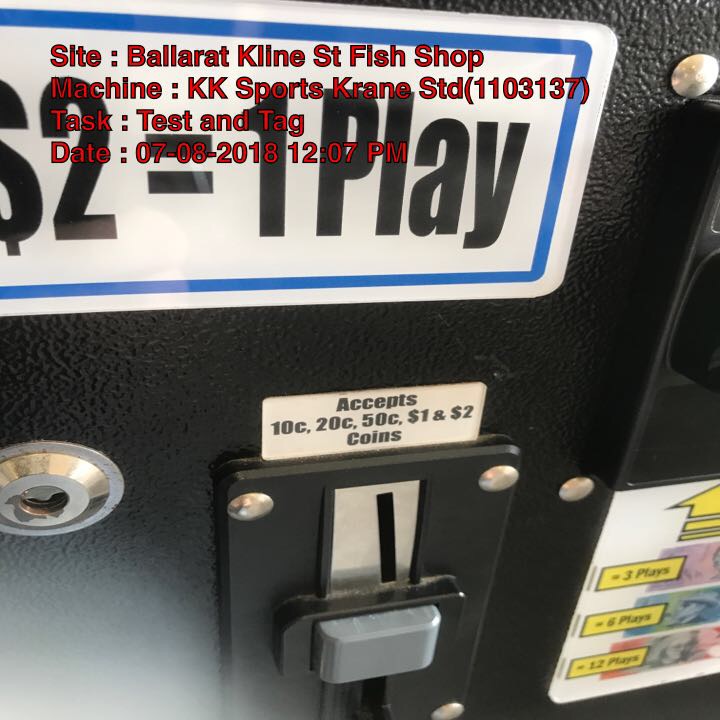 Site : Ballarat Kline St Fish Shop
Machine : KK Sports Krane Std(1103137)
Task : Test and Tag
Date : 07-08-2018 12:07 PM
$2 = 1 Play
Accepts
10c, 20c, 50c, $1 & $2
Coins
= 3 Plays
= 6 Plays
= 12 Plays